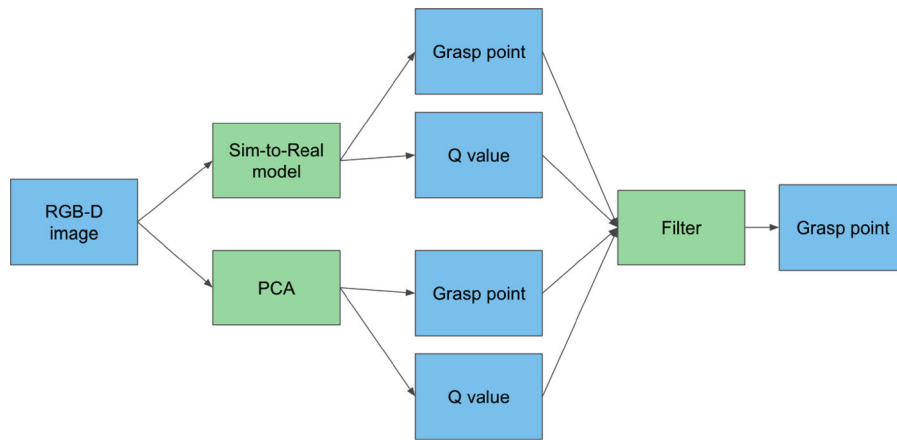 RGB-D
image
Sim-to-Real
model
PCA
Grasp point
Q value
Grasp point
Q value
Filter
Grasp point